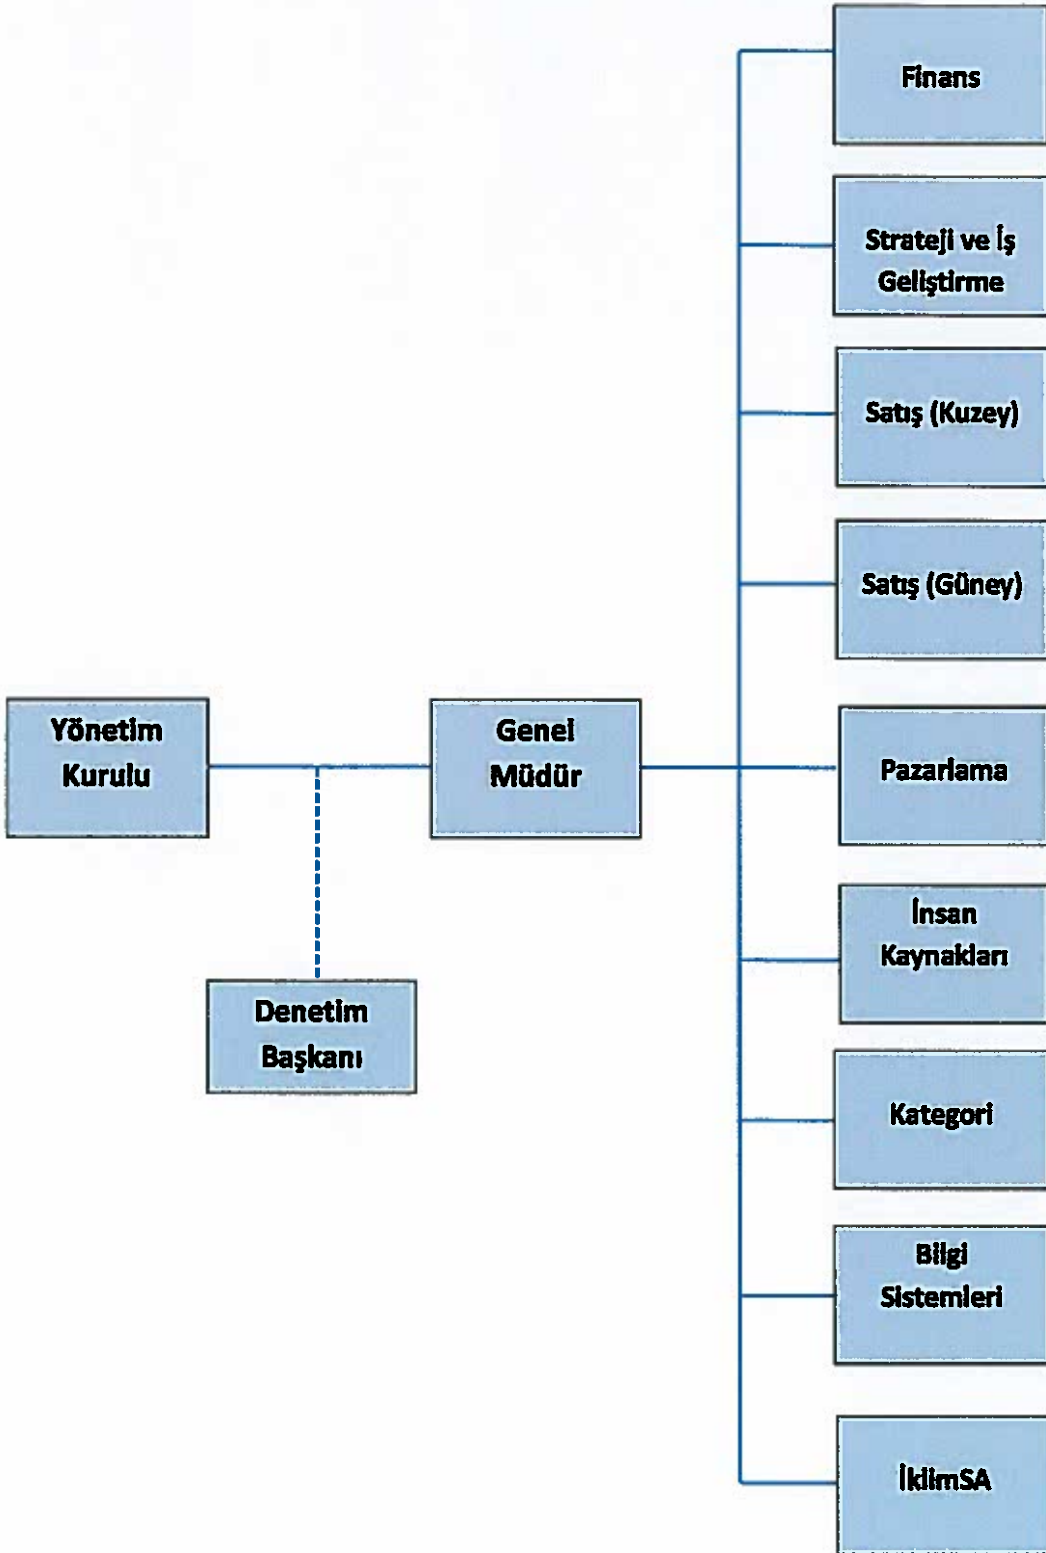 Finans
Strateji ve İş
Geliştirme
Satış (Kuzey)
Satış (Güney)
Yönetim
Kurulu
Genel
Müdür
Pazarlama
İnsan
Kaynakları
Denetim
Başkanı
Kategori
Bilgi
Sistemleri
İklimSA